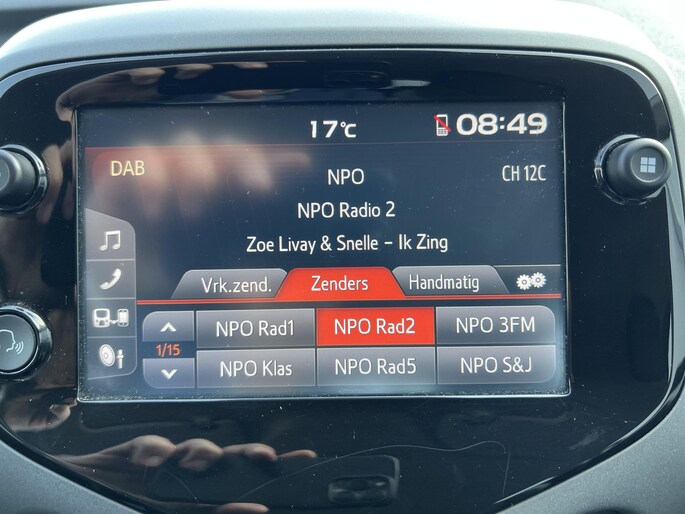 17°C
08:49
DAB
NPO
CH 12C
NPO Radio 2
Zoe Livay & Snelle - Ik Zing
Vrk.zend.
Zenders
Handmatig
NPO Rad1
NPO Rad2
NPO 3FM
1/15
NPO Klas
NPO Rad5
NPO S&J